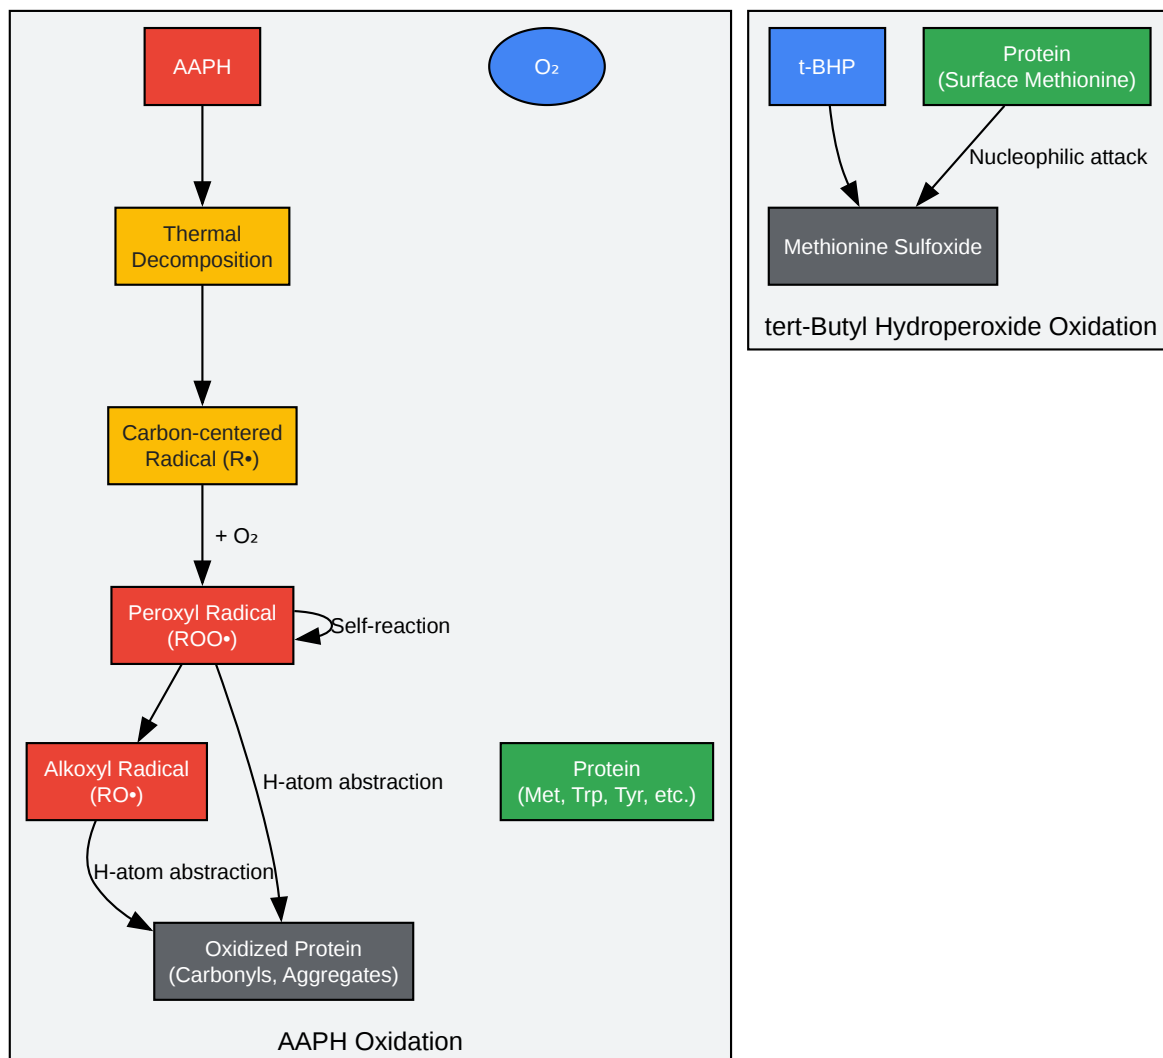 AAPH
O₂
Thermal
Decomposition
Carbon-centered
Radical (R•)
+ O₂
Peroxyl Radical
(ROO•)
Self-reaction
Alkoxyl Radical
(RO•)
H-atom abstraction
Protein
(Met, Trp, Tyr, etc.)
H-atom abstraction
Oxidized Protein
(Carbonyls, Aggregates)
AAPH Oxidation
t-BHP
Protein
(Surface Methionine)
Nucleophilic attack
Methionine Sulfoxide
tert-Butyl Hydroperoxide Oxidation